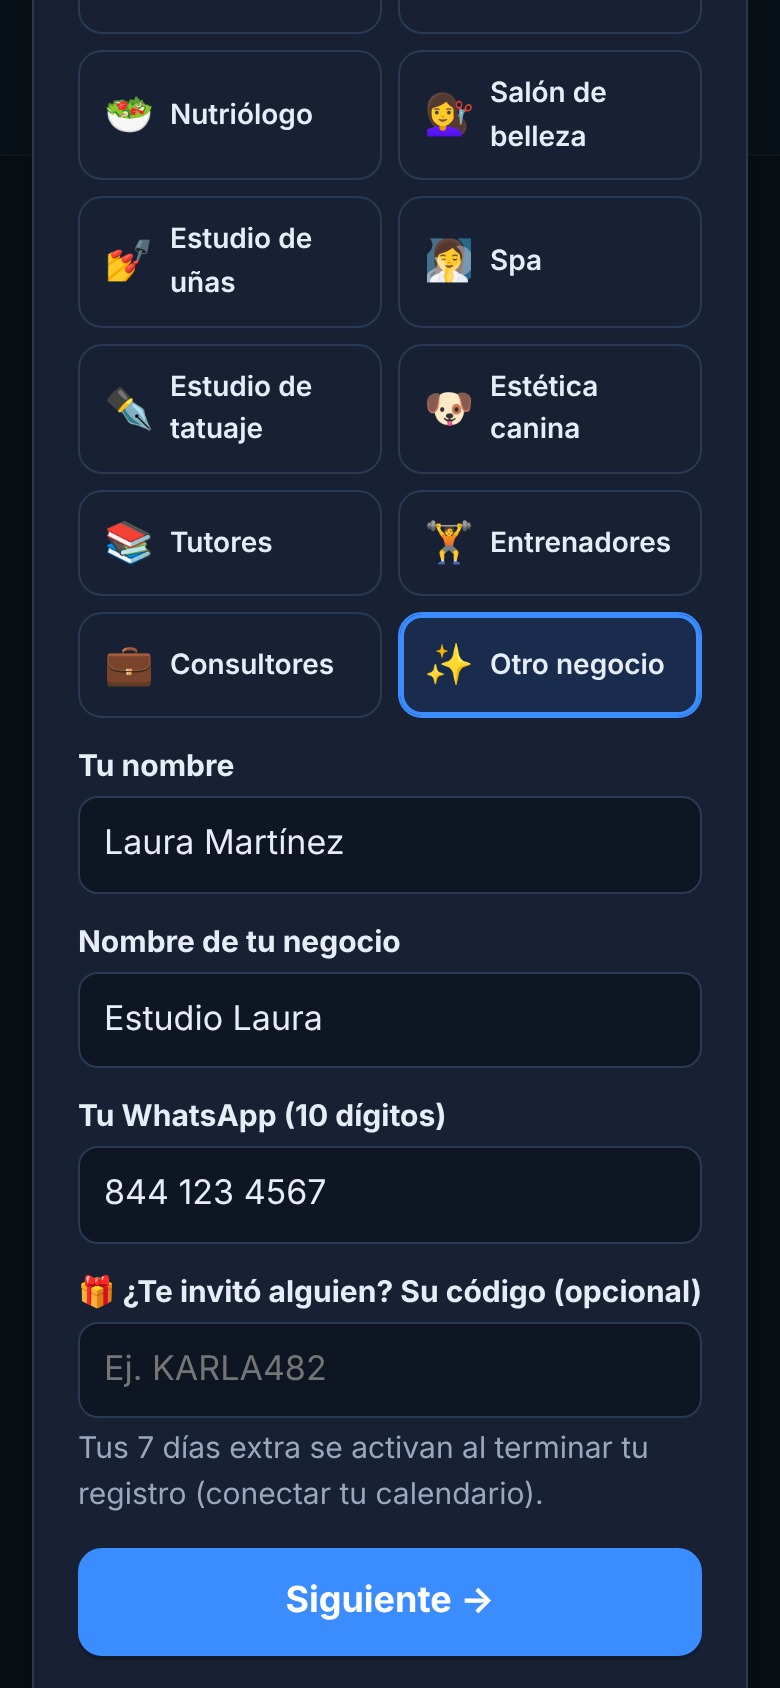 Nutriólogo
Salón de
belleza
Estudio de
uñas
Spa
Estudio de
tatuaje
Estética
canina
Tutores
Entrenadores
Consultores
Otro negocio
Tu nombre
Laura Martínez
Nombre de tu negocio
Estudio Laura
Tu WhatsApp (10 dígitos)
844 123 4567
🎁 ¿Te invitó alguien? Su código (opcional)
Ej. KARLA482
Tus 7 días extra se activan al terminar tu
registro (conectar tu calendario).
Siguiente →